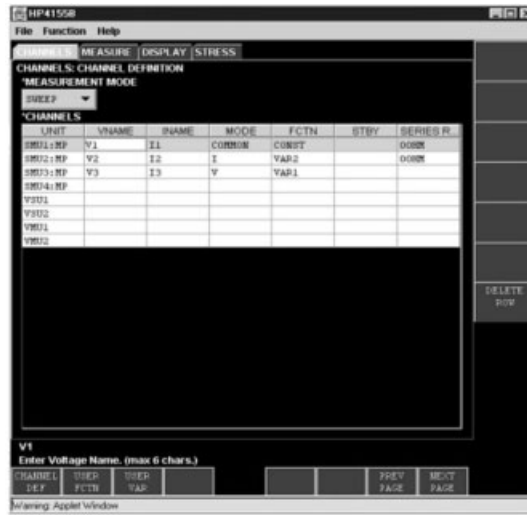 HP4155B
File Function Help
CHANNELS MEASURE DISPLAY STRESS
CHANNELS: CHANNEL DEFINITION
*MEASUREMENT MODE
SWEEP
*CHANNELS
UNIT VNAME INAME MODE FCTN STBY SERIES R...
SMU1:MP V1 I1 COMMON CONST 0OHM
SMU2:MP V2 I2 I VAR2 0OHM
SMU3:MP V3 I3 V VAR1
SMU4:MP
VSU1
VSU2
VMU1
VMU2
DELETE
ROW
V1
Enter Voltage Name. (max 6 chars.)
CHANNEL DEF USER FCTN USER VAR PREV PAGE NEXT PAGE
Warning: Applet Window